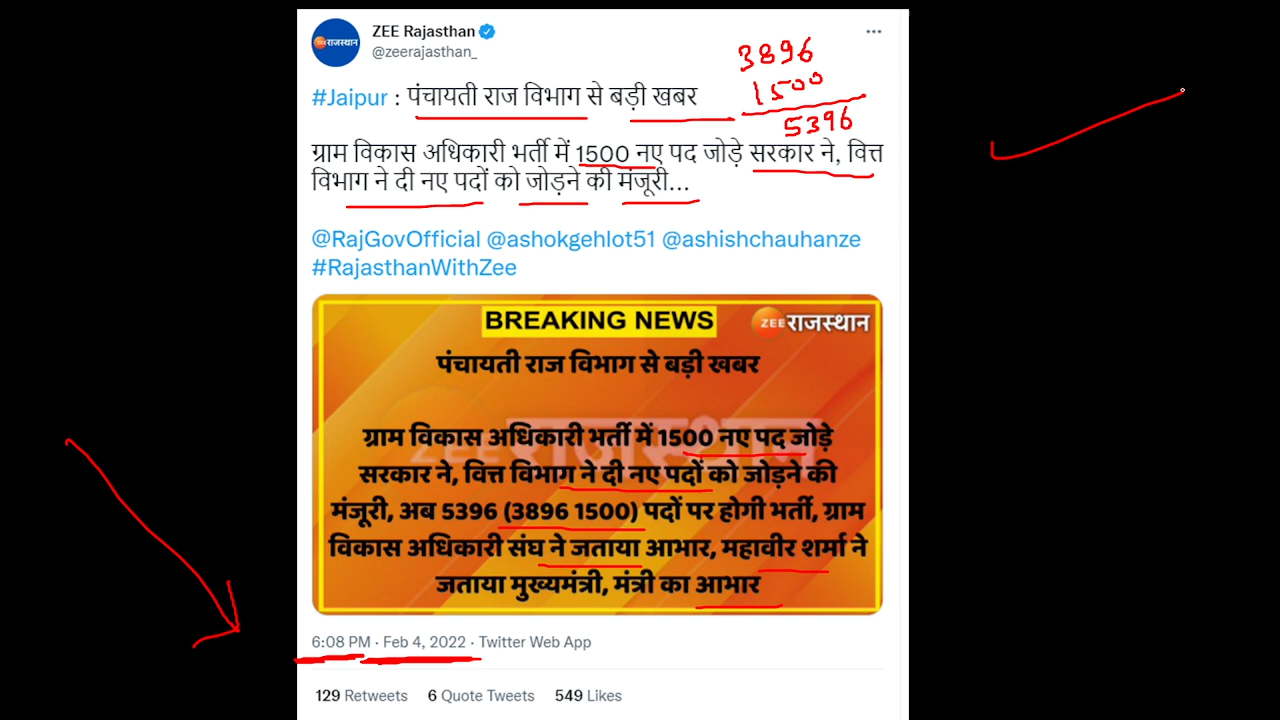 राजस्थान
ZEE Rajasthan
@zeerajasthan_
#Jaipur : पंचायती राज विभाग से बड़ी खबर
3896
1500
5396
ग्राम विकास अधिकारी भर्ती में 1500 नए पद जोड़े सरकार ने, वित्त
विभाग ने दी नए पदों को जोड़ने की मंजूरी...
@RajGovOfficial @ashokgehlot51 @ashishchauhanze
#RajasthanWithZee
BREAKING NEWS
ZEE राजस्थान
पंचायती राज विभाग से बड़ी खबर
ग्राम विकास अधिकारी भर्ती में 1500 नए पद जोड़े
सरकार ने, वित्त विभाग ने दी नए पदों को जोड़ने की
मंजूरी, अब 5396 (3896 1500) पदों पर होगी भर्ती, ग्राम
विकास अधिकारी संघ ने जताया आभार, महावीर शर्मा ने
जताया मुख्यमंत्री, मंत्री का आभार
6:08 PM · Feb 4, 2022 · Twitter Web App
129 Retweets 6 Quote Tweets 549 Likes